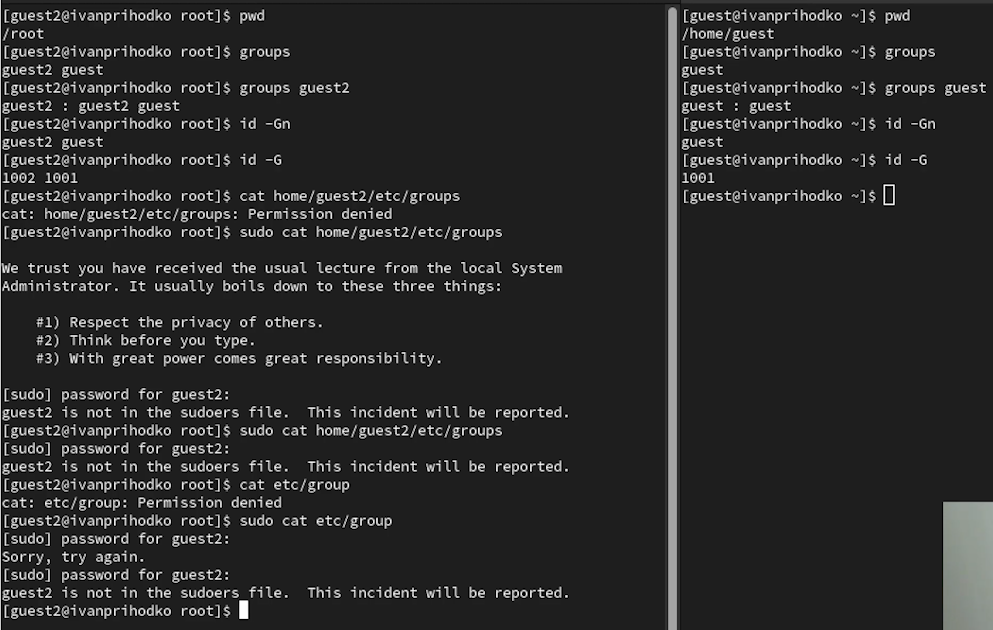 [guest2@ivanprihodko root]$ pwd
/root
[guest2@ivanprihodko root]$ groups
guest2 guest
[guest2@ivanprihodko root]$ groups guest2
guest2 : guest2 guest
[guest2@ivanprihodko root]$ id -Gn
guest2 guest
[guest2@ivanprihodko root]$ id -G
1002 1001
[guest2@ivanprihodko root]$ cat home/guest2/etc/groups
cat: home/guest2/etc/groups: Permission denied
[guest2@ivanprihodko root]$ sudo cat home/guest2/etc/groups
We trust you have received the usual lecture from the local System
Administrator. It usually boils down to these three things:
#1) Respect the privacy of others.
#2) Think before you type.
#3) With great power comes great responsibility.
[sudo] password for guest2:
guest2 is not in the sudoers file.  This incident will be reported.
[guest2@ivanprihodko root]$ sudo cat home/guest2/etc/groups
[sudo] password for guest2:
guest2 is not in the sudoers file.  This incident will be reported.
[guest2@ivanprihodko root]$ cat etc/group
cat: etc/group: Permission denied
[guest2@ivanprihodko root]$ sudo cat etc/group
[sudo] password for guest2:
Sorry, try again.
[sudo] password for guest2:
guest2 is not in the sudoers file.  This incident will be reported.
[guest2@ivanprihodko root]$
[guest@ivanprihodko ~]$ pwd
/home/guest
[guest@ivanprihodko ~]$ groups
guest
[guest@ivanprihodko ~]$ groups guest
guest : guest
[guest@ivanprihodko ~]$ id -Gn
guest
[guest@ivanprihodko ~]$ id -G
1001
[guest@ivanprihodko ~]$